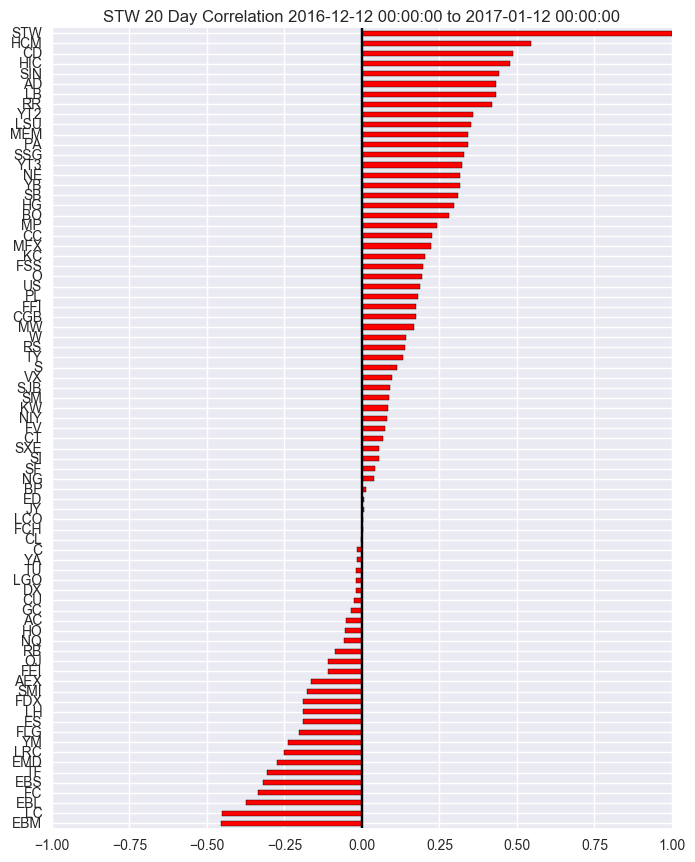 STW 20 Day Correlation 2016-12-12 00:00:00 to 2017-01-12 00:00:00
STW
HCM
CD
HIC
SIN
AD
LB
RR
YT2
LSU
MEM
PA
SSG
YT3
NE
YB
SB
HG
BO
MP
CC
MFX
KC
FSS
O
US
PL
FFI
CGB
MW
W
RS
TY
S
VX
SJB
SM
KW
NIY
FV
CT
SXE
SI
SF
NG
BP
ED
JY
LCO
FCH
CL
C
YA
TU
LGO
DX
CU
GC
AC
HO
NQ
RB
OJ
FEI
AEX
SMI
FDX
LH
ES
FLG
YM
LRC
EMD
TF
EBS
FC
EBL
LC
EBM
−1.00 −0.75 −0.50 −0.25 0.00 0.25 0.50 0.75 1.00